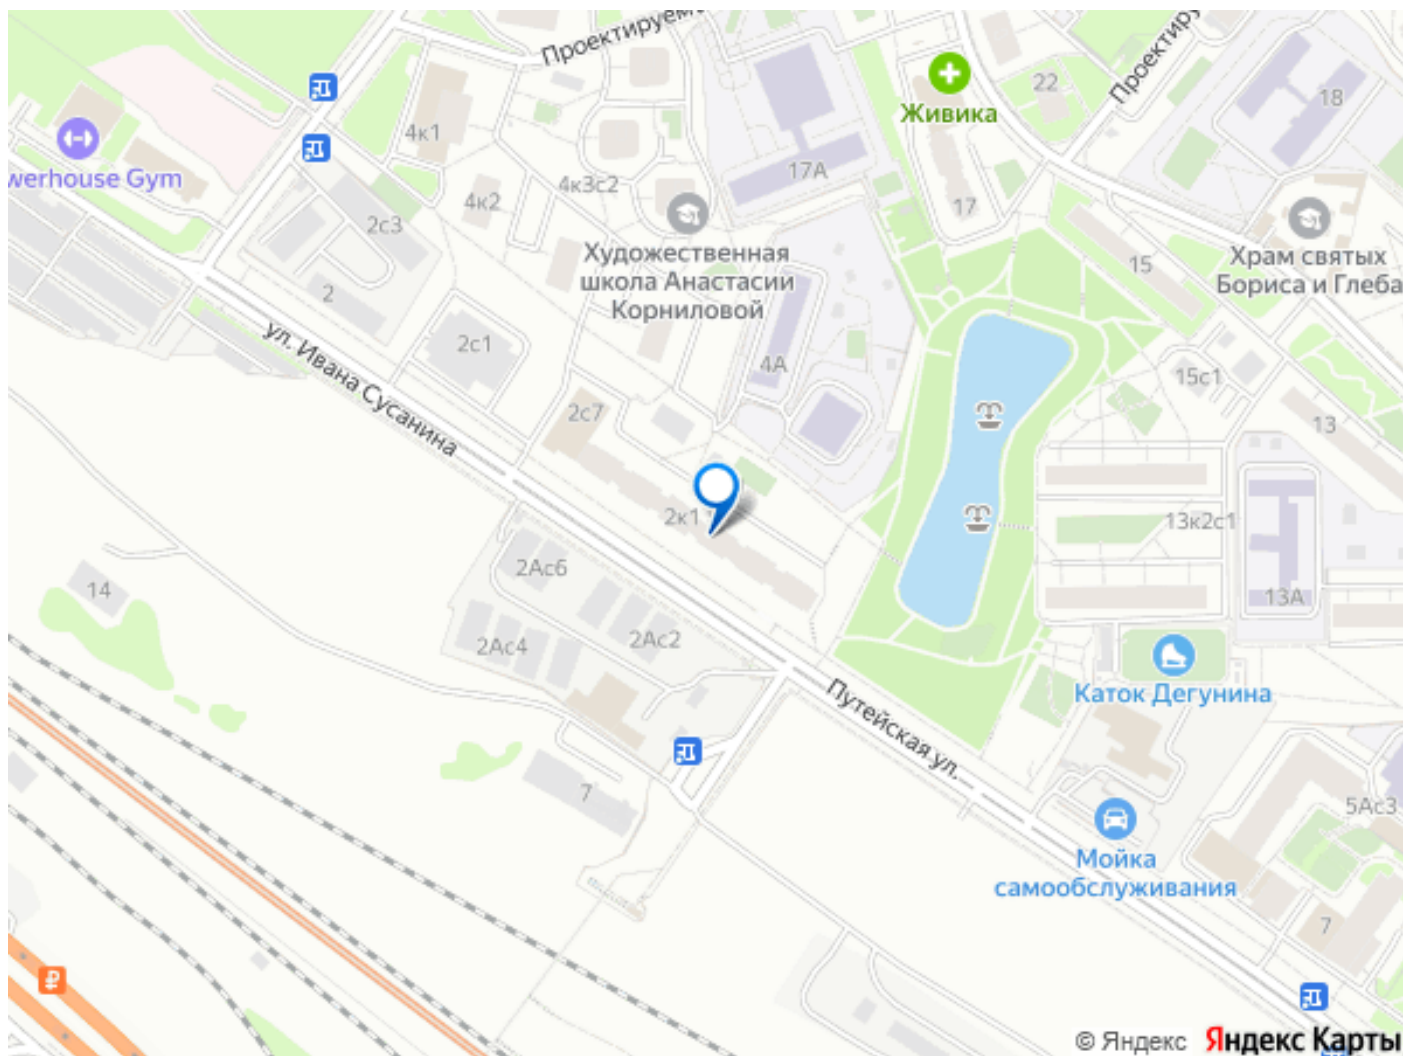 Проектируем
Проектиру
Живика
22
18
4к1
werhouse Gym
17А
4к3с2
4к2
17
2с3
Художественная
школа Анастасии
Корниловой
15
Храм святых
Бориса и Глеба
2
ул. Ивана Сусанина
2с1
4А
15с1
2с7
13
2к1
13к2с1
2Ас6
14
13А
2Ас4
2Ас2
Каток Дегунина
Путейская ул.
7
5Ас3
Мойка
самообслуживания
7
© Яндекс
Яндекс Карты